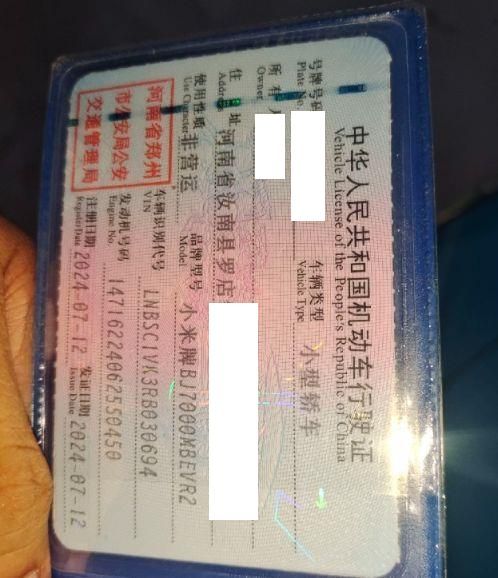 中华人民共和国机动车行驶证
Vehicle License of the People's Republic of China
号牌号码
Plate No.
车辆类型 小型轿车
Vehicle Type
所有人
Owner
住址 河南省汝南县罗店
Address
使用性质 非营运
Use Character
品牌型号 小米牌BJ7000MBEVR2
Model
河南省郑州
市公安局公安
交通管理局
车辆识别代号 LNBSC1VK3RB030694
VIN
发动机号码 14716224062550450
Engine No.
注册日期 2024-07-12
Register Date
发证日期 2024-07-12
Issue Date